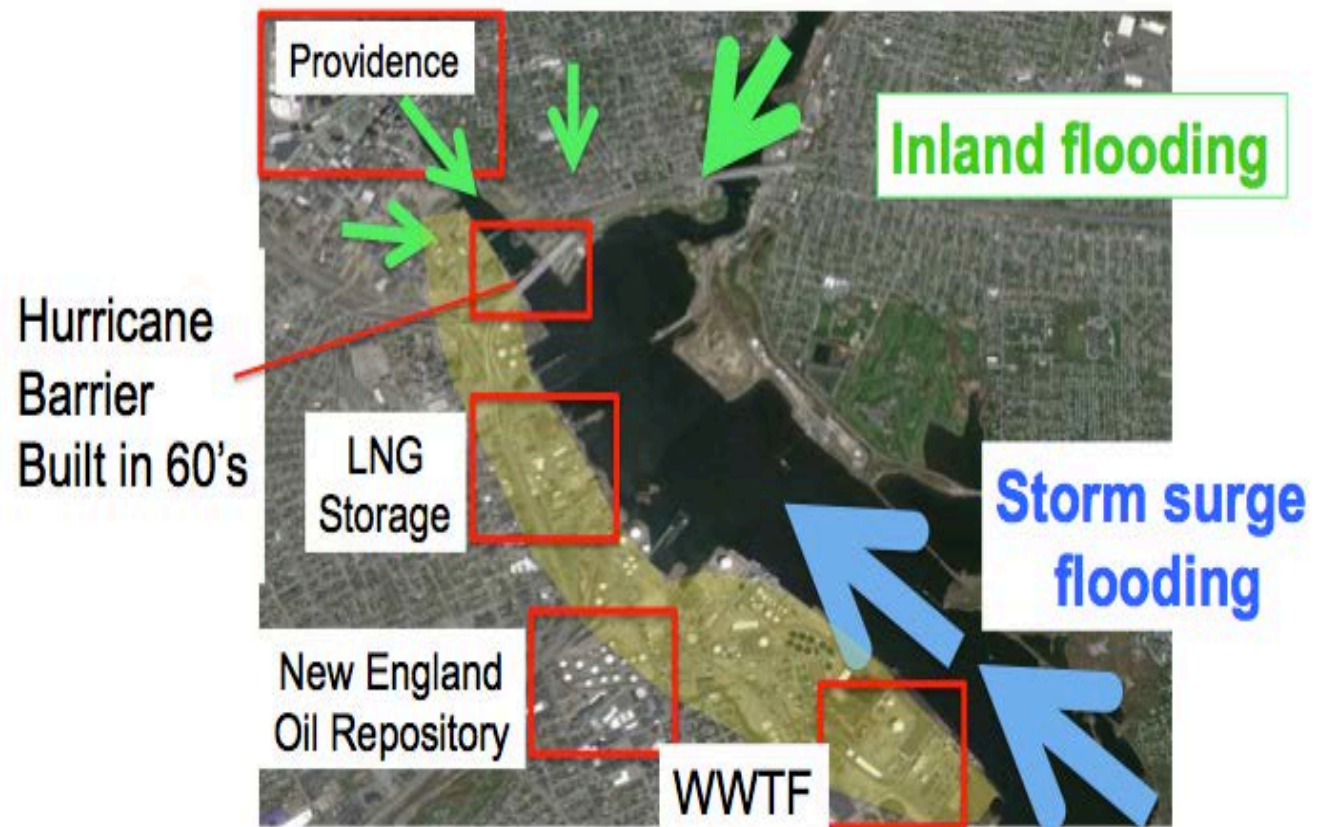 Providence
Inland flooding
Hurricane
Barrier
Built in 60's
LNG
Storage
Storm surge
flooding
New England
Oil Repository
WWTF